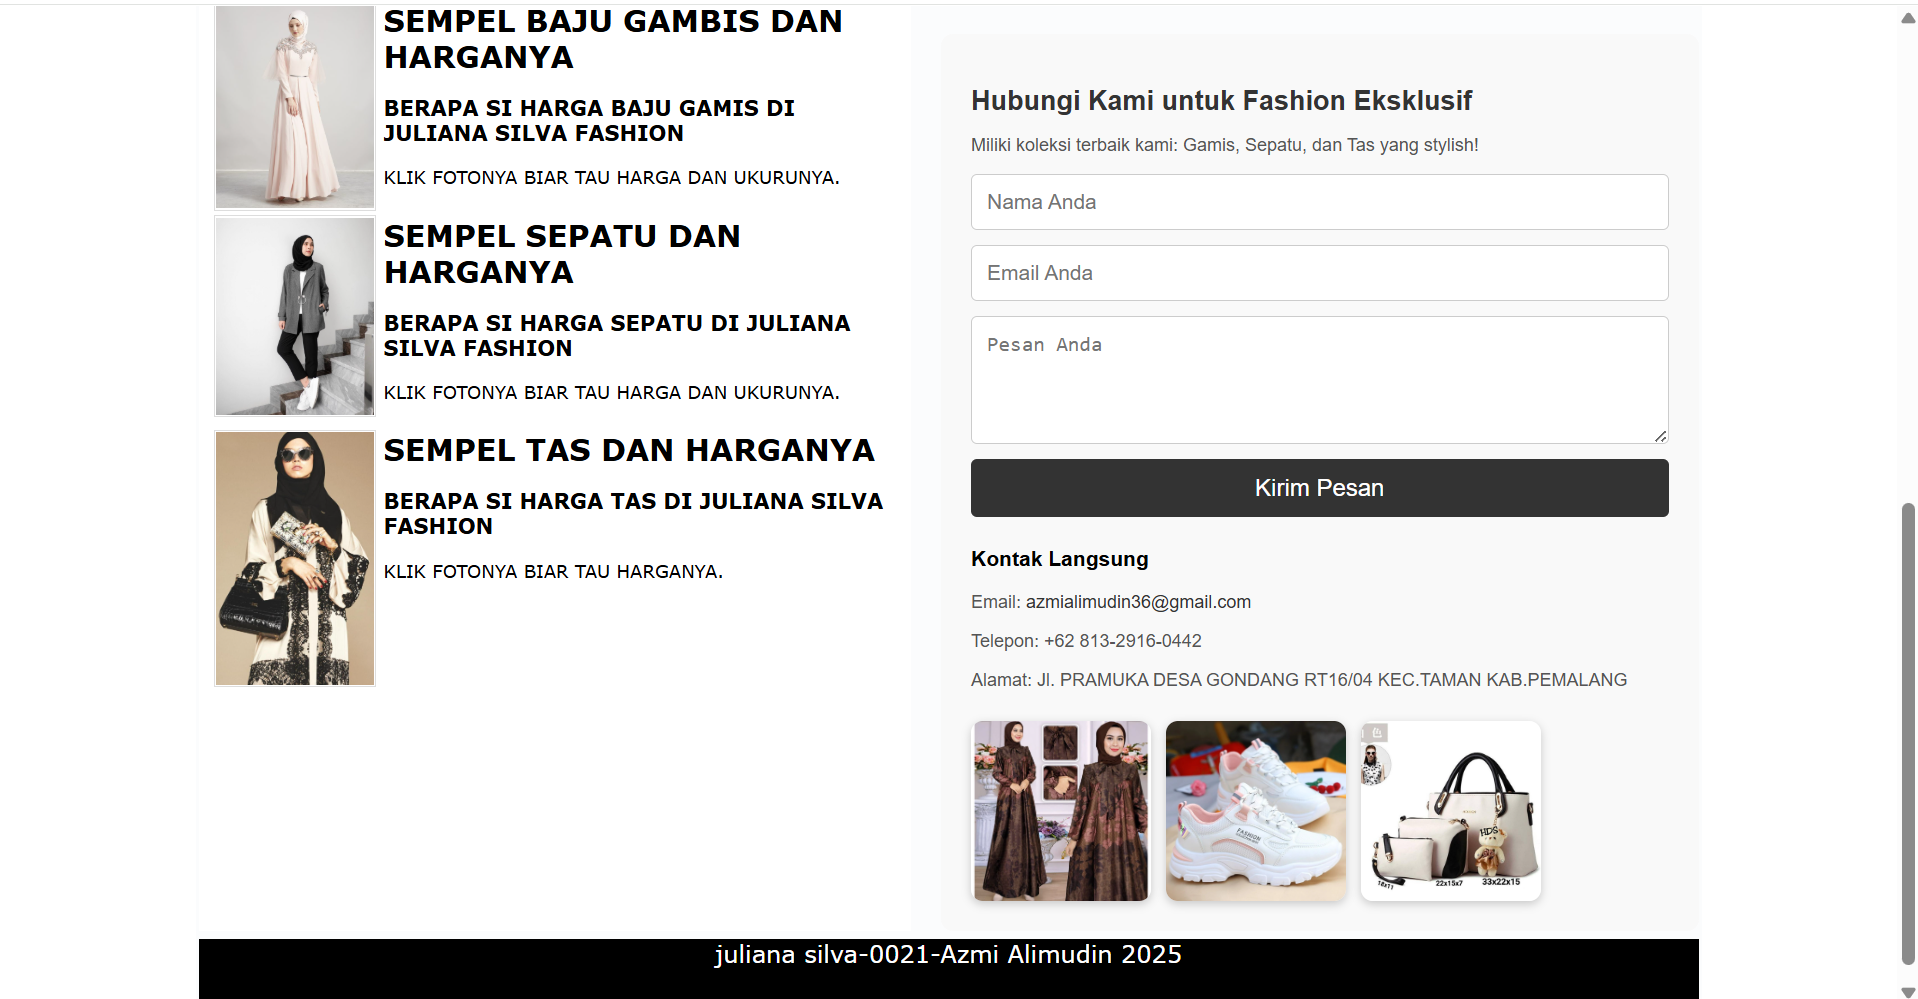 SEMPEL BAJU GAMBIS DAN
HARGANYA
BERAPA SI HARGA BAJU GAMIS DI
JULIANA SILVA FASHION
KLIK FOTONYA BIAR TAU HARGA DAN UKURUNYA.
SEMPEL SEPATU DAN
HARGANYA
BERAPA SI HARGA SEPATU DI JULIANA
SILVA FASHION
KLIK FOTONYA BIAR TAU HARGA DAN UKURUNYA.
SEMPEL TAS DAN HARGANYA
BERAPA SI HARGA TAS DI JULIANA SILVA
FASHION
KLIK FOTONYA BIAR TAU HARGANYA.
Hubungi Kami untuk Fashion Eksklusif
Miliki koleksi terbaik kami: Gamis, Sepatu, dan Tas yang stylish!
Nama Anda
Email Anda
Pesan Anda
Kirim Pesan
Kontak Langsung
Email: azmialimudin36@gmail.com
Telepon: +62 813-2916-0442
Alamat: Jl. PRAMUKA DESA GONDANG RT16/04 KEC.TAMAN KAB.PEMALANG
FASHION
HDS
18x11
22x15x7
33x22x15
juliana silva-0021-Azmi Alimudin 2025